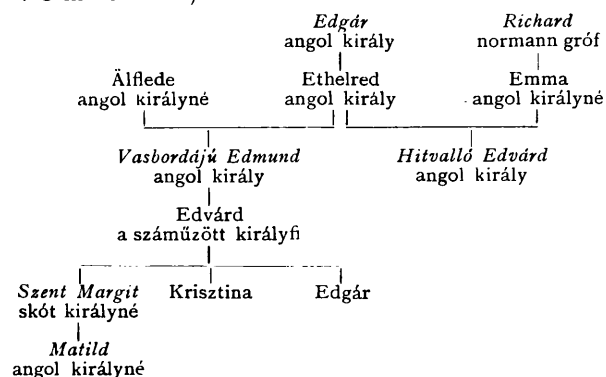 Edgár Richard
angol király normann gróf
Älflede Ethelred Emma
angol királyné angol király angol királyné
Vasbordájú Edmund Hitvalló Edvárd
angol király angol király
Edvárd
a száműzött királyfi
Szent Margit Krisztina Edgár
skót királyné
Matild
angol királyné